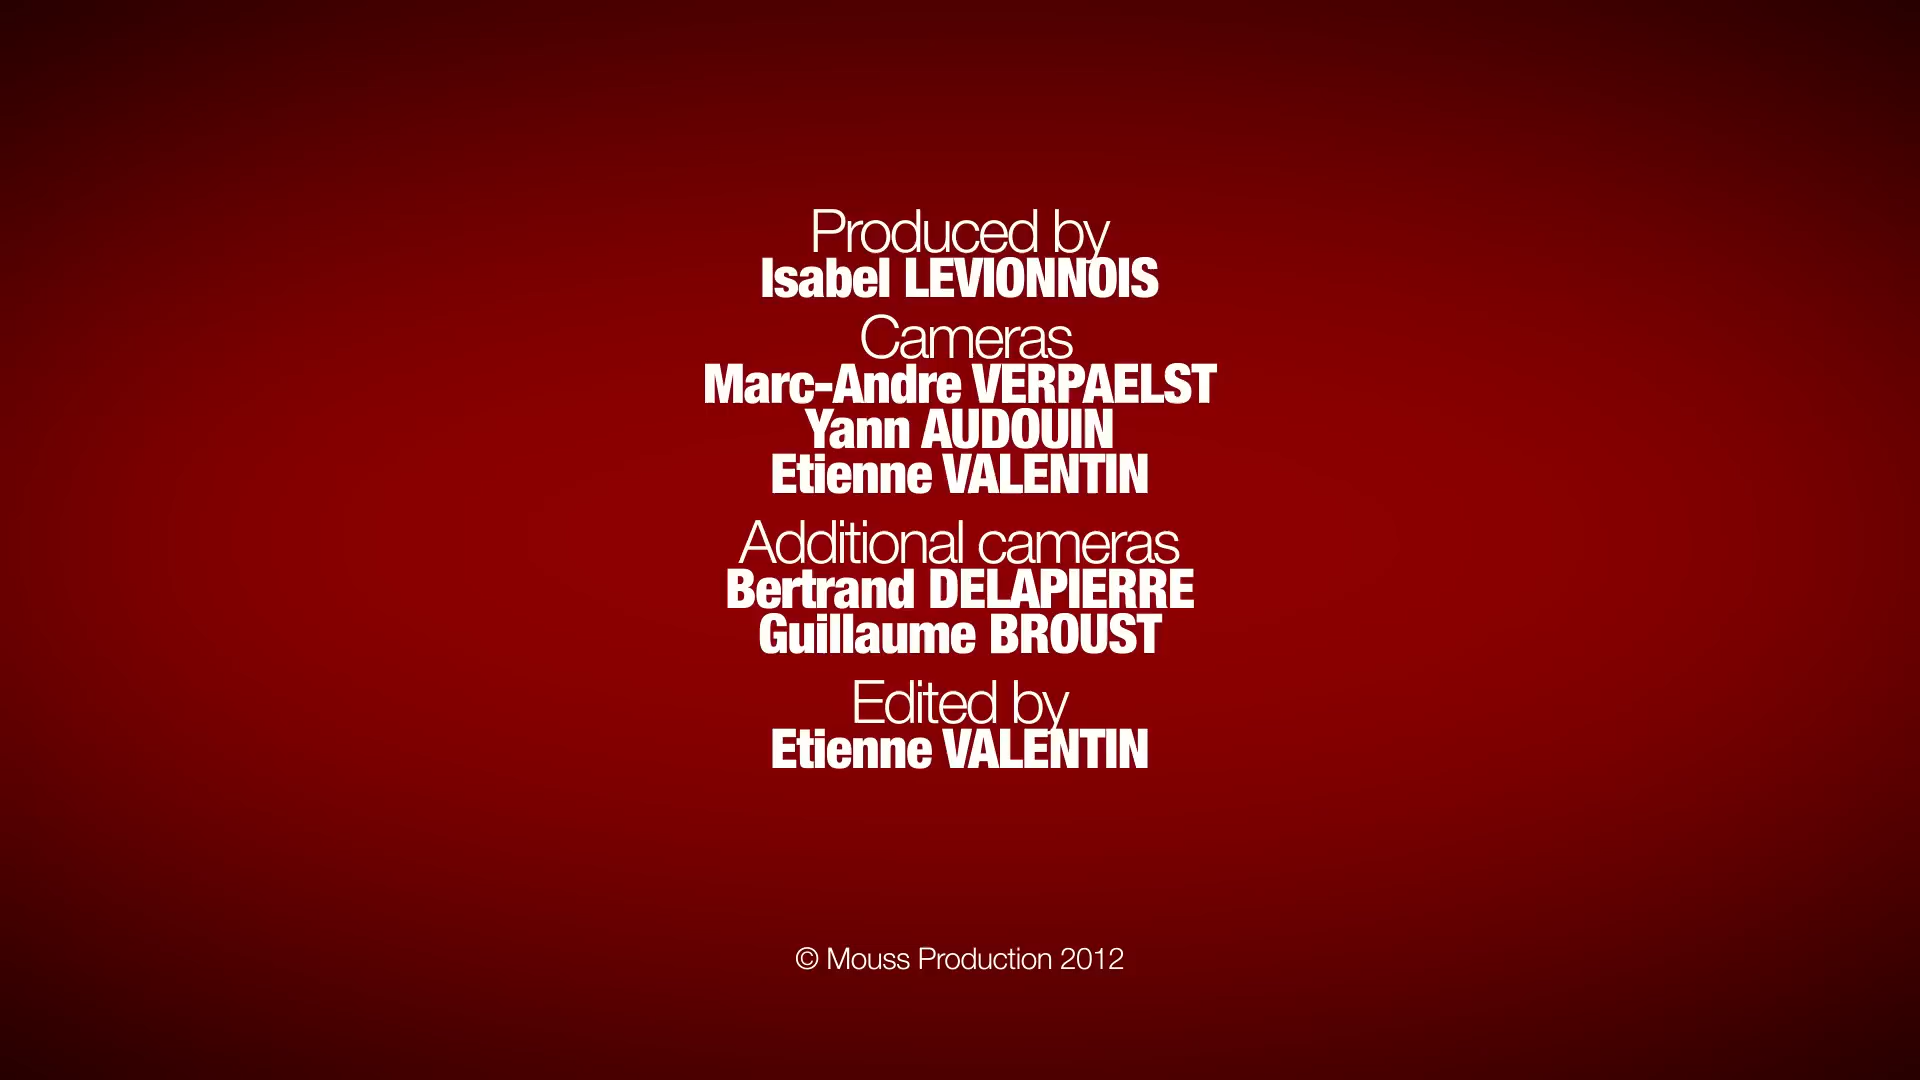 Produced by
Isabel LEVIONNOIS
Cameras
Marc-Andre VERPAELST
Yann AUDOUIN
Etienne VALENTIN
Additional cameras
Bertrand DELAPIERRE
Guillaume BROUST
Edited by
Etienne VALENTIN
© Mouss Production 2012